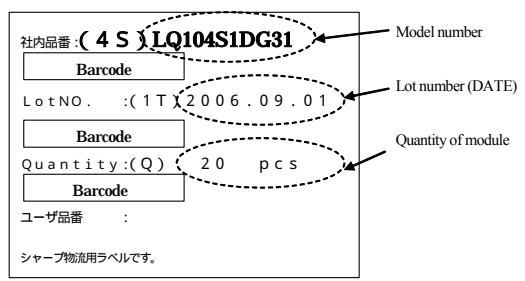 社内品番:(4S)LQ104S1DG31
Model number
Barcode
LotNO. :(1T)2006.09.01
Lot number (DATE)
Barcode
Quantity:(Q) 20 pcs
Quantity of module
Barcode
ユーザ品番 :
シャープ物流用ラベルです。